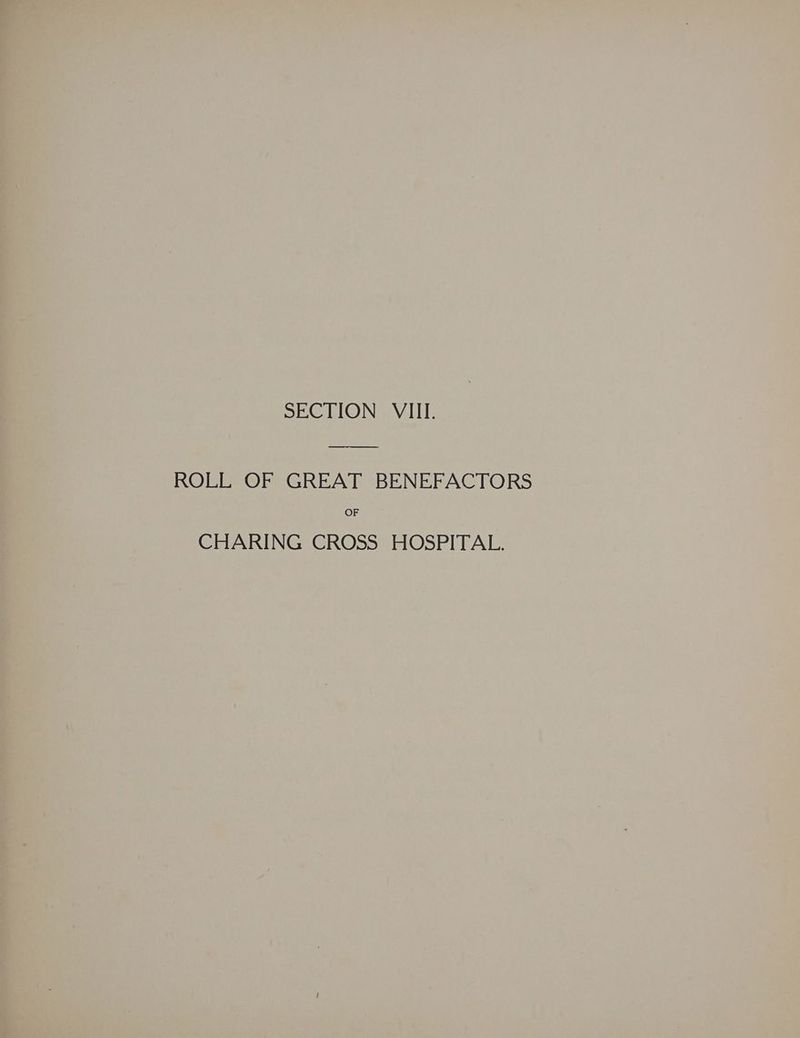 SECTION VIII.
ROLL OF GREAT BENEFACTORS
OF
CHARING CROSS HOSPITAL.